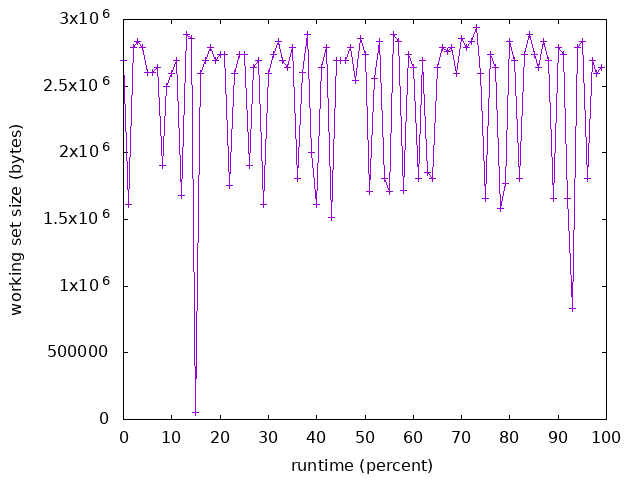 3x10^6
2.5x10^6
2x10^6
1.5x10^6
1x10^6
500000
0
working set size (bytes)
0 10 20 30 40 50 60 70 80 90 100
runtime (percent)